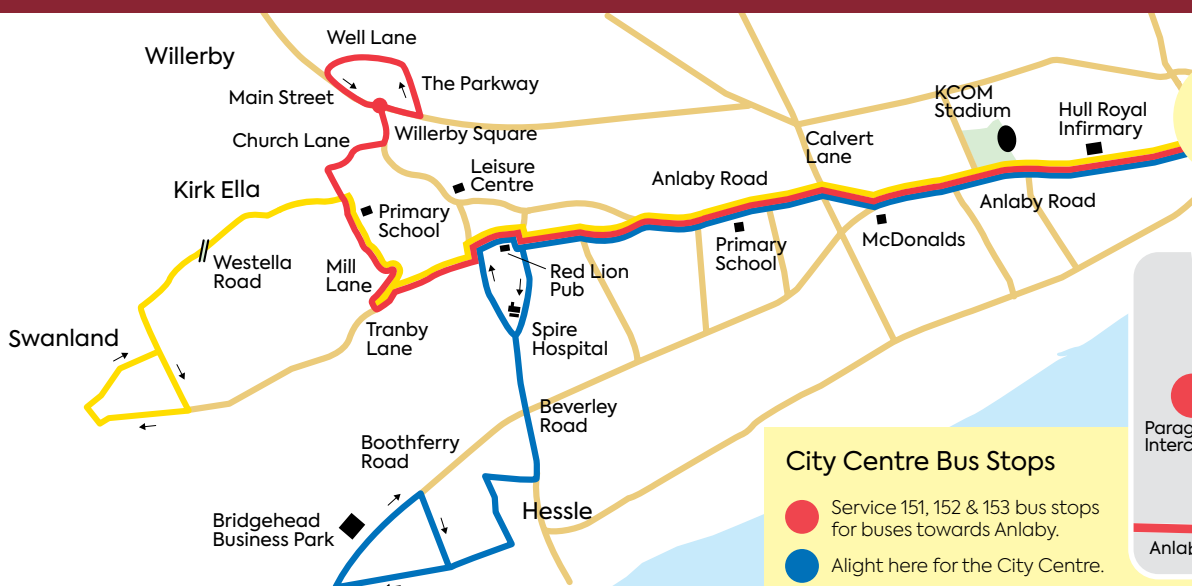 Well Lane
Willerby
The Parkway
Main Street
KCOM
Stadium
Hull Royal
Infirmary
Willerby Square
Church Lane
Calvert
Lane
Leisure
Centre
Anlaby Road
Kirk Ella
Anlaby Road
Primary
School
McDonalds
Primary
School
Westella
Road
Mill
Lane
Red Lion
Pub
Tranby
Lane
Spire
Hospital
Swanland
Beverley
Road
Boothferry
Road
Hessle
Bridgehead
Business Park
City Centre Bus Stops
Service 151, 152 & 153 bus stops
for buses towards Anlaby.
Alight here for the City Centre.